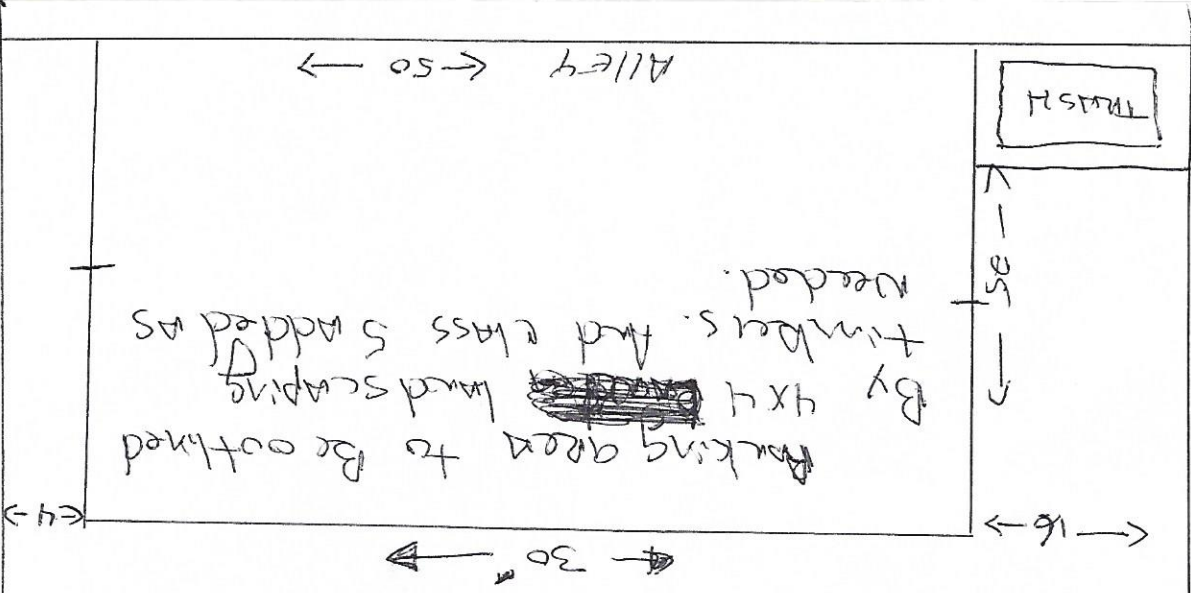 30"
16
4
Parking area to Be outlined
By 4x4 landscaping
timbers. And class 5 added as
Needed.
25
TRASH
Alley 50